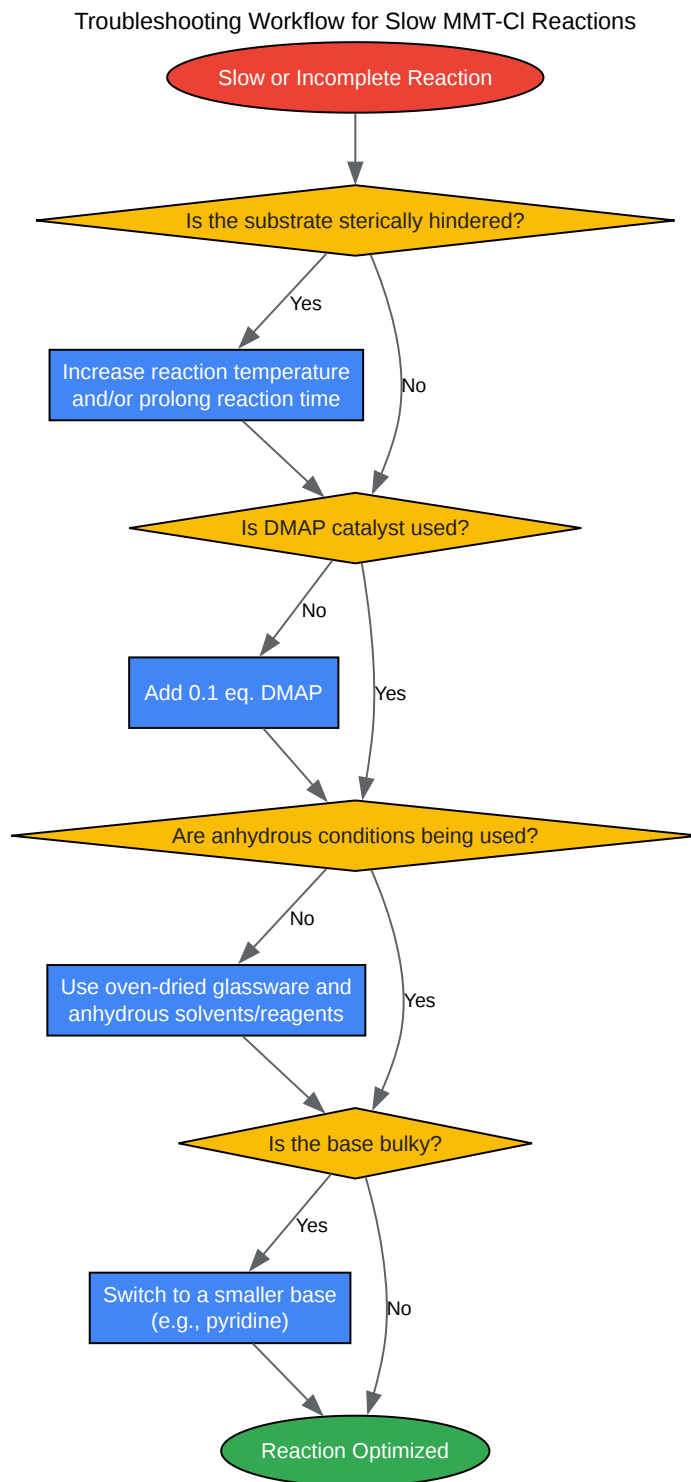 Troubleshooting Workflow for Slow MMT-Cl Reactions
Slow or Incomplete Reaction
Is the substrate sterically hindered?
Yes
Increase reaction temperature
and/or prolong reaction time
No
Is DMAP catalyst used?
No
Add 0.1 eq. DMAP
Yes
Are anhydrous conditions being used?
No
Use oven-dried glassware and
anhydrous solvents/reagents
Yes
Is the base bulky?
Yes
Switch to a smaller base
(e.g., pyridine)
No
Reaction Optimized